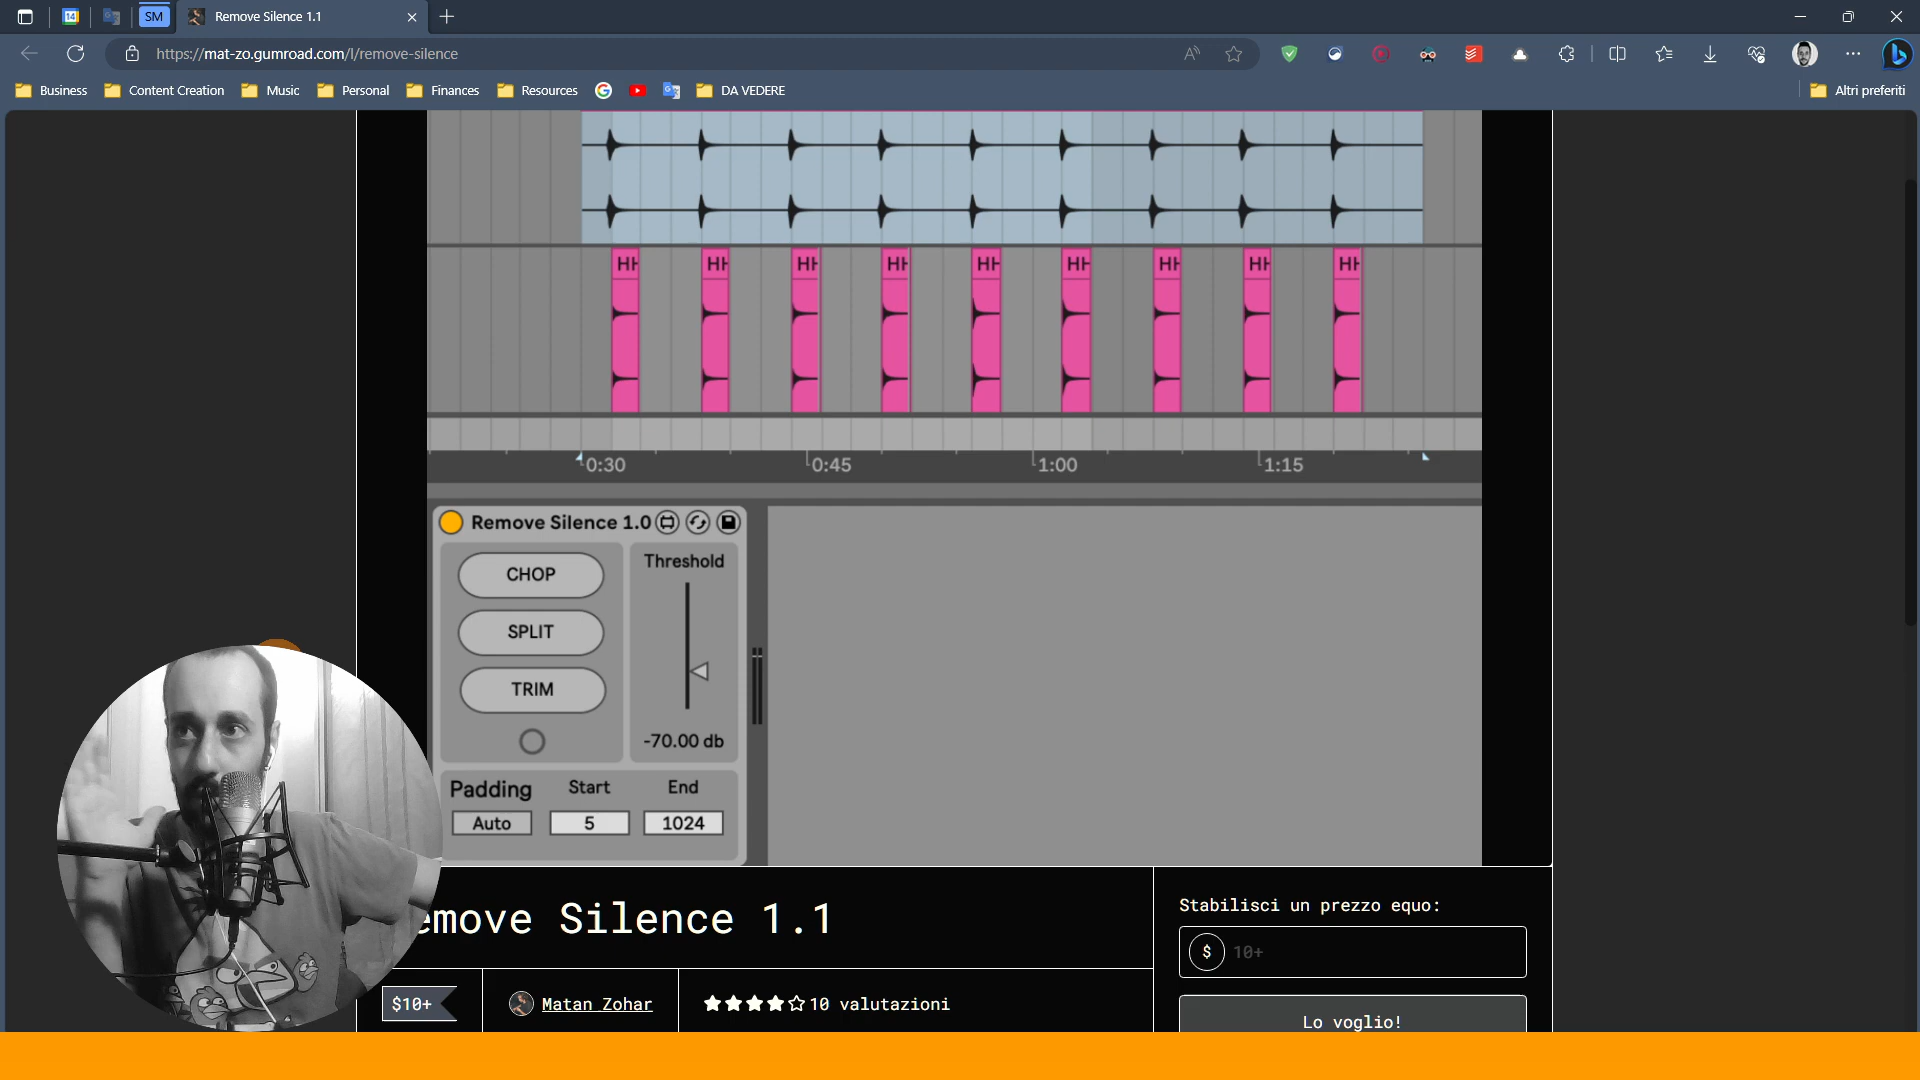 14
SM
Remove Silence 1.1
https://mat-zo.gumroad.com/l/remove-silence
Business
Content Creation
Music
Personal
Finances
Resources
DA VEDERE
Altri preferiti
HH HH HH HH HH HH HH HH HH
0:30 0:45 1:00 1:15
Remove Silence 1.0
CHOP
SPLIT
TRIM
Threshold
-70.00 db
Padding Start End
Auto 5 1024
emove Silence 1.1
$10+
Matan Zohar
10 valutazioni
Stabilisci un prezzo equo:
$ 10+
Lo voglio!